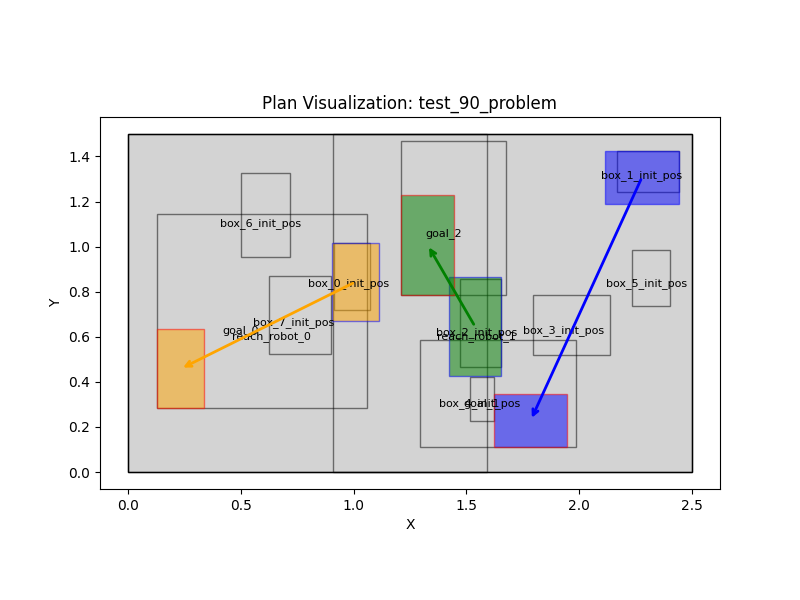 Plan Visualization: test_90_problem
box_1_init_pos
box_6_init_pos
goal_2
box_0_init_pos
box_5_init_pos
box_7_init_pos
goal_0
reach_robot_0
box_2_init_pos
reach_robot_1
box_3_init_pos
box_4_init_pos
goal_1
Y
1.4
1.2
1.0
0.8
0.6
0.4
0.2
0.0
0.0 0.5 1.0 1.5 2.0 2.5
X